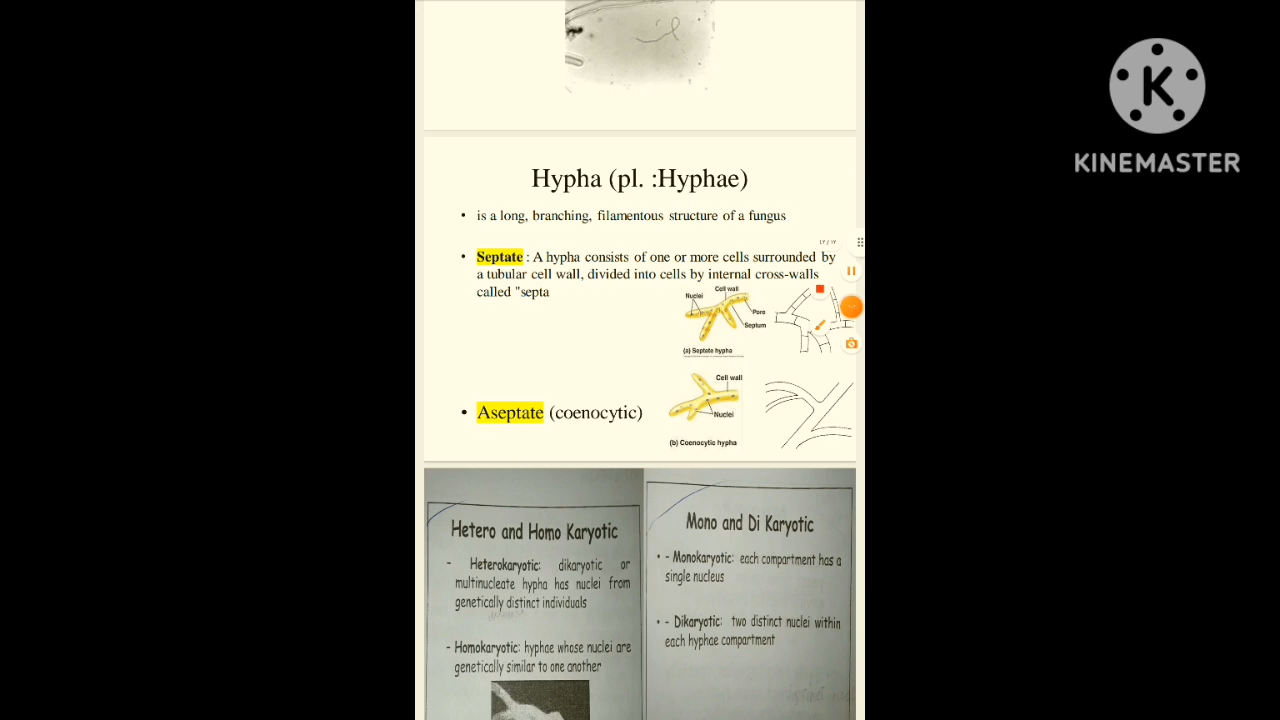 Hypha (pl. :Hyphae)
• is a long, branching, filamentous structure of a fungus
• Septate : A hypha consists of one or more cells surrounded by
a tubular cell wall, divided into cells by internal cross-walls
called "septa
Nuclei
Cell wall
Pore
Septum
(a) Septate hypha
• Aseptate (coenocytic)
Cell wall
Nuclei
(b) Coenocytic hypha
Hetero and Homo Karyotic
- Heterokaryotic: dikaryotic or
multinucleate hypha has nuclei from
genetically distinct individuals
- Homokaryotic: hyphae whose nuclei are
genetically similar to one another
Mono and Di Karyotic
• - Monokaryotic: each compartment has a
single nucleus
• - Dikaryotic: two distinct nuclei within
each hyphae compartment
K
KINEMASTER